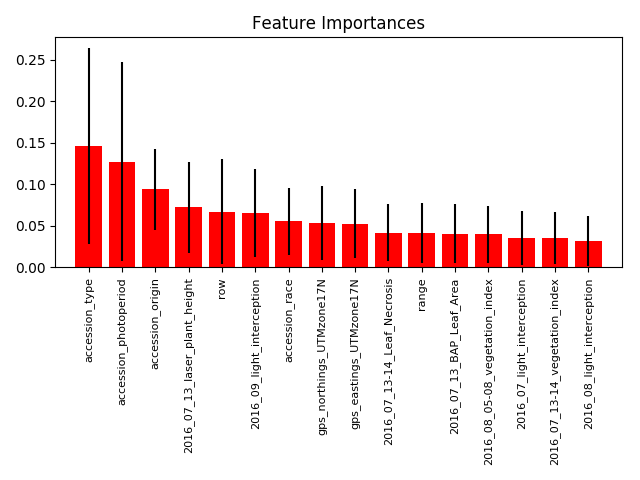 Feature Importances
0.25
0.20
0.15
0.10
0.05
0.00
accession_type
accession_photoperiod
accession_origin
2016_07_13_laser_plant_height
row
2016_09_light_interception
accession_race
gps_northings_UTMzone17N
gps_eastings_UTMzone17N
2016_07_13-14_Leaf_Necrosis
range
2016_07_13_BAP_Leaf_Area
2016_08_05-08_vegetation_index
2016_07_light_interception
2016_07_13-14_vegetation_index
2016_08_light_interception